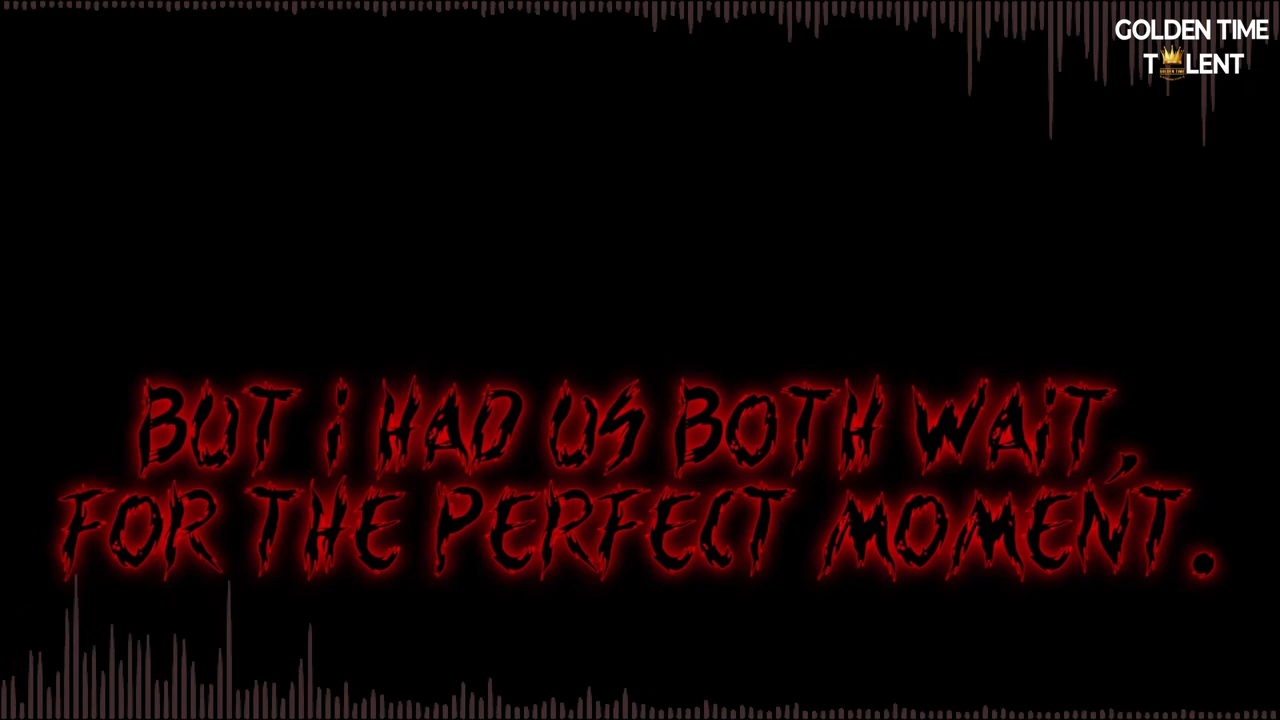 GOLDEN TIME
TALENT
BUT i HAD US BOTH WAiT,
FOR THE PERFECT MOMENT.